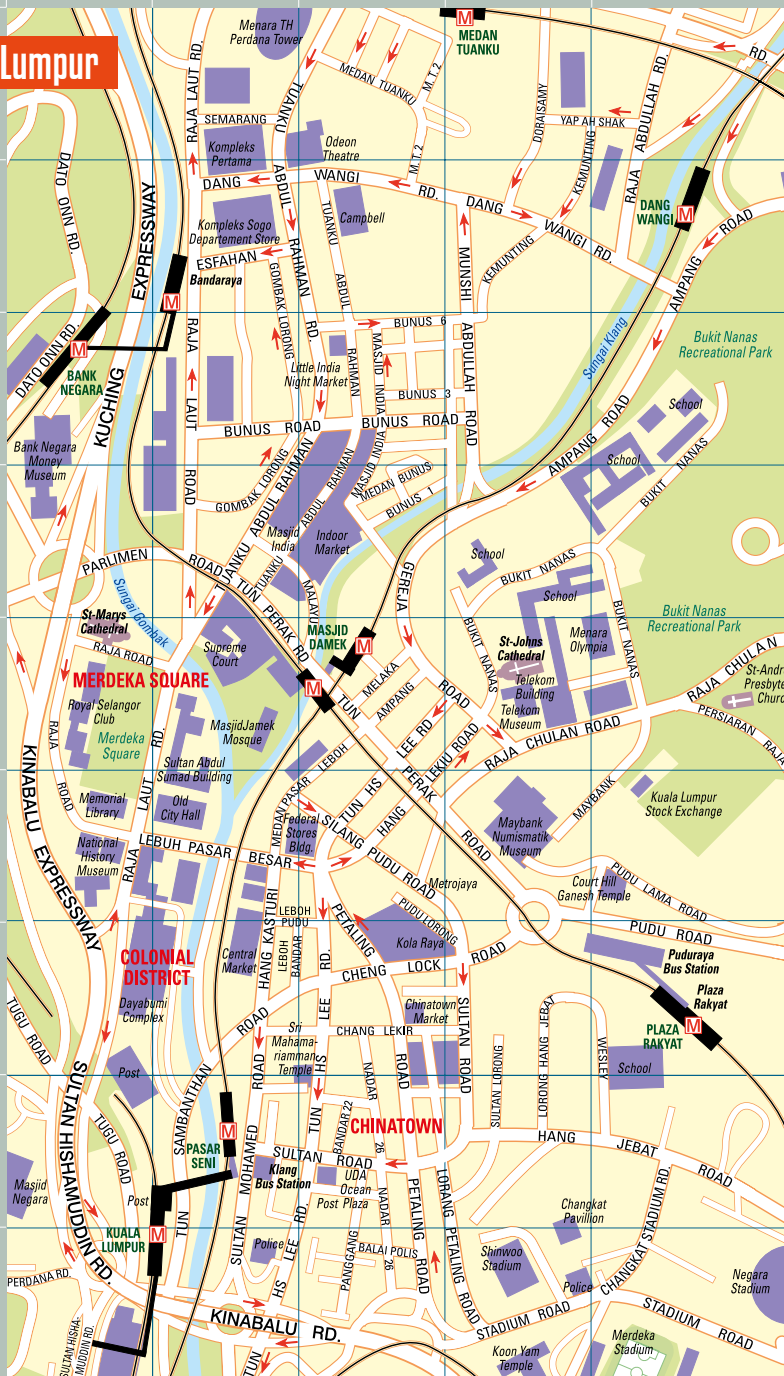 Lumpur
Menara TH
Perdana Tower
M
MEDAN
TUANKU
RD.
RAJA LAUT RD.
TUANKU
MEDAN TUANKU
M.T.2
DORAISAMY
YAP AH SHAK
ABDULLAH RD.
RAJA
SEMARANG
Kompleks
Pertama
Odeon
Theatre
M.T.2
KEMUNTING
DATO ONN RD.
EXPRESSWAY
DANG
WANGI
RD.
DANG
WANGI RD.
ABDUL
RAHMAN
RD.
TUANKU
ABDUL
RAHMAN
Campbell
Kompleks Sogo
Departement Store
DANG
WANGI
M
ROAD
AMPANG
ESFAHAN
Bandaraya
M
GOMBAK LORONG
MUNSHI
ABDULLAH
ROAD
KEMUNTING
BUNUS 6
Sungai Klang
Bukit Nanas
Recreational Park
DATO ONN RD.
M
BANK
NEGARA
KUCHING
RAJA
LAUT
ROAD
Little India
Night Market
MASJID INDIA
BUNUS 3
BUNUS ROAD
BUNUS ROAD
School
AMPANG ROAD
School
BUKIT NANAS
Bank Negara
Money
Museum
GOMBAK LORONG
TUANKU ABDUL RAHMAN
ABDUL RAHMAN
MASJID INDIA
MEDAN BUNUS
BUNUS 1
Masjid
India
Indoor
Market
TUANKU
MALAYU
PARLIMEN
ROAD
TUN PERAK RD
Sungai Gombak
GEREJA
ROAD
School
BUKIT NANAS
School
BUKIT NANAS
BUKIT NANAS
Bukit Nanas
Recreational Park
St-Marys
Cathedral
RAJA ROAD
MERDEKA SQUARE
Supreme
Court
MASJID
DAMEK
M
M
St-Johns
Cathedral
Menara
Olympia
Telekom
Building
Telekom
Museum
RAJA CHULAN
St-Andr
Presbyte
Churc
PERSIARAN RAJA
RAJA CHULAN ROAD
Royal Selangor
Club
Merdeka
Square
RAJA
ROAD
MasjidJamek
Mosque
Sultan Abdul
Sumad Building
MELAKA
AMPANG
TUN
PERAK
ROAD
LEE RD
LEKIU ROAD
KINABALU EXPRESSWAY
Memorial
Library
Old
City Hall
RAJA
LAUT
RD.
MEDAN PASAR
LEBOH
TUN HS
HANG
Federal
Stores
Bldg.
SILANG PUDU ROAD
MAYBANK
Kuala Lumpur
Stock Exchange
Maybank
Numismatik
Museum
National
History
Museum
LEBUH PASAR
BESAR
Metrojaya
Court Hill
Ganesh Temple
PUDU LAMA ROAD
PUDU ROAD
LEBOH
PUDU
LEBOH
BANDAR
HANG KASTURI
PETALING
PUDU LORONG
Kola Raya
Puduraya
Bus Station
Plaza
Rakyat
COLONIAL
DISTRICT
Central
Market
CHENG LOCK ROAD
PLAZA
RAKYAT
M
Dayabumi
Complex
LEE RD.
HS
TUN
ROAD
Chinatown
Market
SULTAN ROAD
TUGU ROAD
Sri
Mahama-
riamman
Temple
CHANG LEKIR
LORONG HANG JEBAT
WESLEY
School
Post
SAMBANTHAN
TUN
ROAD
NADAR
26
ROAD
SULTAN LORONG
SULTAN HISHAMUDDIN RD.
TUGU ROAD
PASAR
SENI
M
BANDAR 22
CHINATOWN
HANG JEBAT
ROAD
SULTAN ROAD
Klang
Bus Station
UDA
Ocean
Post Plaza
Masjid
Negara
Post
KUALA
LUMPUR
M
SULTAN MOHAMED
Police
HS LEE RD.
PANGGANG
NADAR
26
BALAI POLIS
PETALING ROAD
LORANG PETALING ROAD
Changkat
Pavillion
CHANGKAT STADIUM RD.
Shinwoo
Stadium
Police
Negara
Stadium
PERDANA RD.
SULTAN HISHA-
MUDDIN RD.
KINABALU RD.
TUN
STADIUM ROAD
STADIUM ROAD
Koon Yam
Temple
Merdeka
Stadium